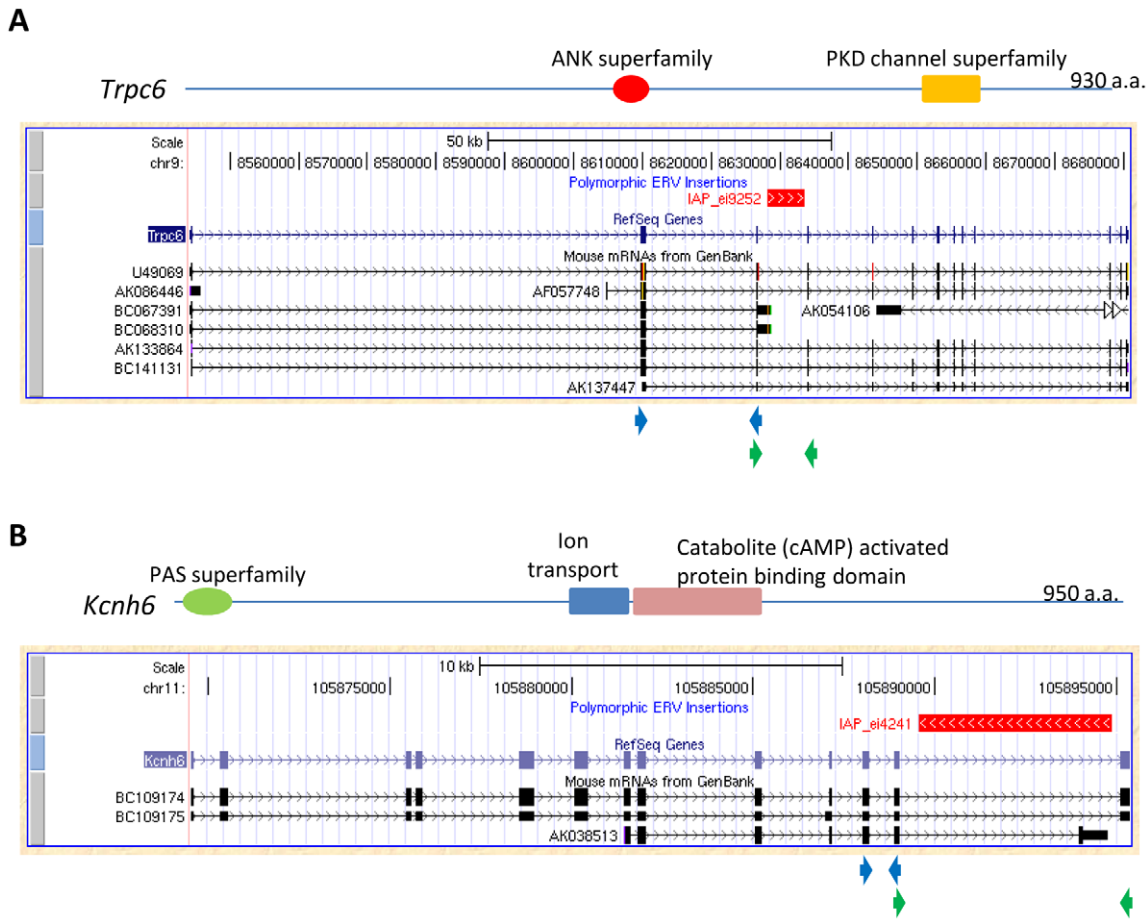 A
ANK superfamily
PKD channel superfamily
Trpc6
930 a.a.
Scale
50 kb
chr9:
8560000| 8570000| 8580000| 8590000| 8600000| 8610000| 8620000| 8630000| 8640000| 8650000| 8660000| 8670000| 8680000|
Polymorphic ERV Insertions
IAP_ei9252
RefSeq Genes
Trpc6
Mouse mRNAs from GenBank
U49069
AK086446
AF057748
BC067391
AK054106
BC068310
AK133864
BC141131
AK137447
B
PAS superfamily
Ion
transport
Catabolite (cAMP) activated
protein binding domain
Kcnh6
950 a.a.
Scale
10 kb
chr11:
105875000| 105880000| 105885000| 105890000| 105895000|
Polymorphic ERV Insertions
IAP_ei4241
RefSeq Genes
Kcnh6
Mouse mRNAs from GenBank
BC109174
BC109175
AK038513